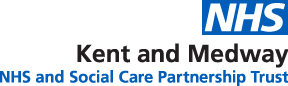 NHS
Kent and Medway
NHS and Social Care Partnership Trust